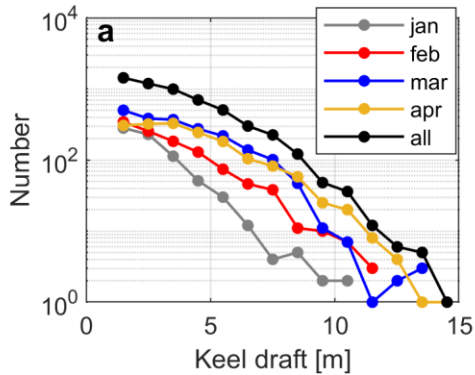 a
jan
feb
mar
apr
all
Number
10^4
10^2
10^0
0 5 10 15
Keel draft [m]